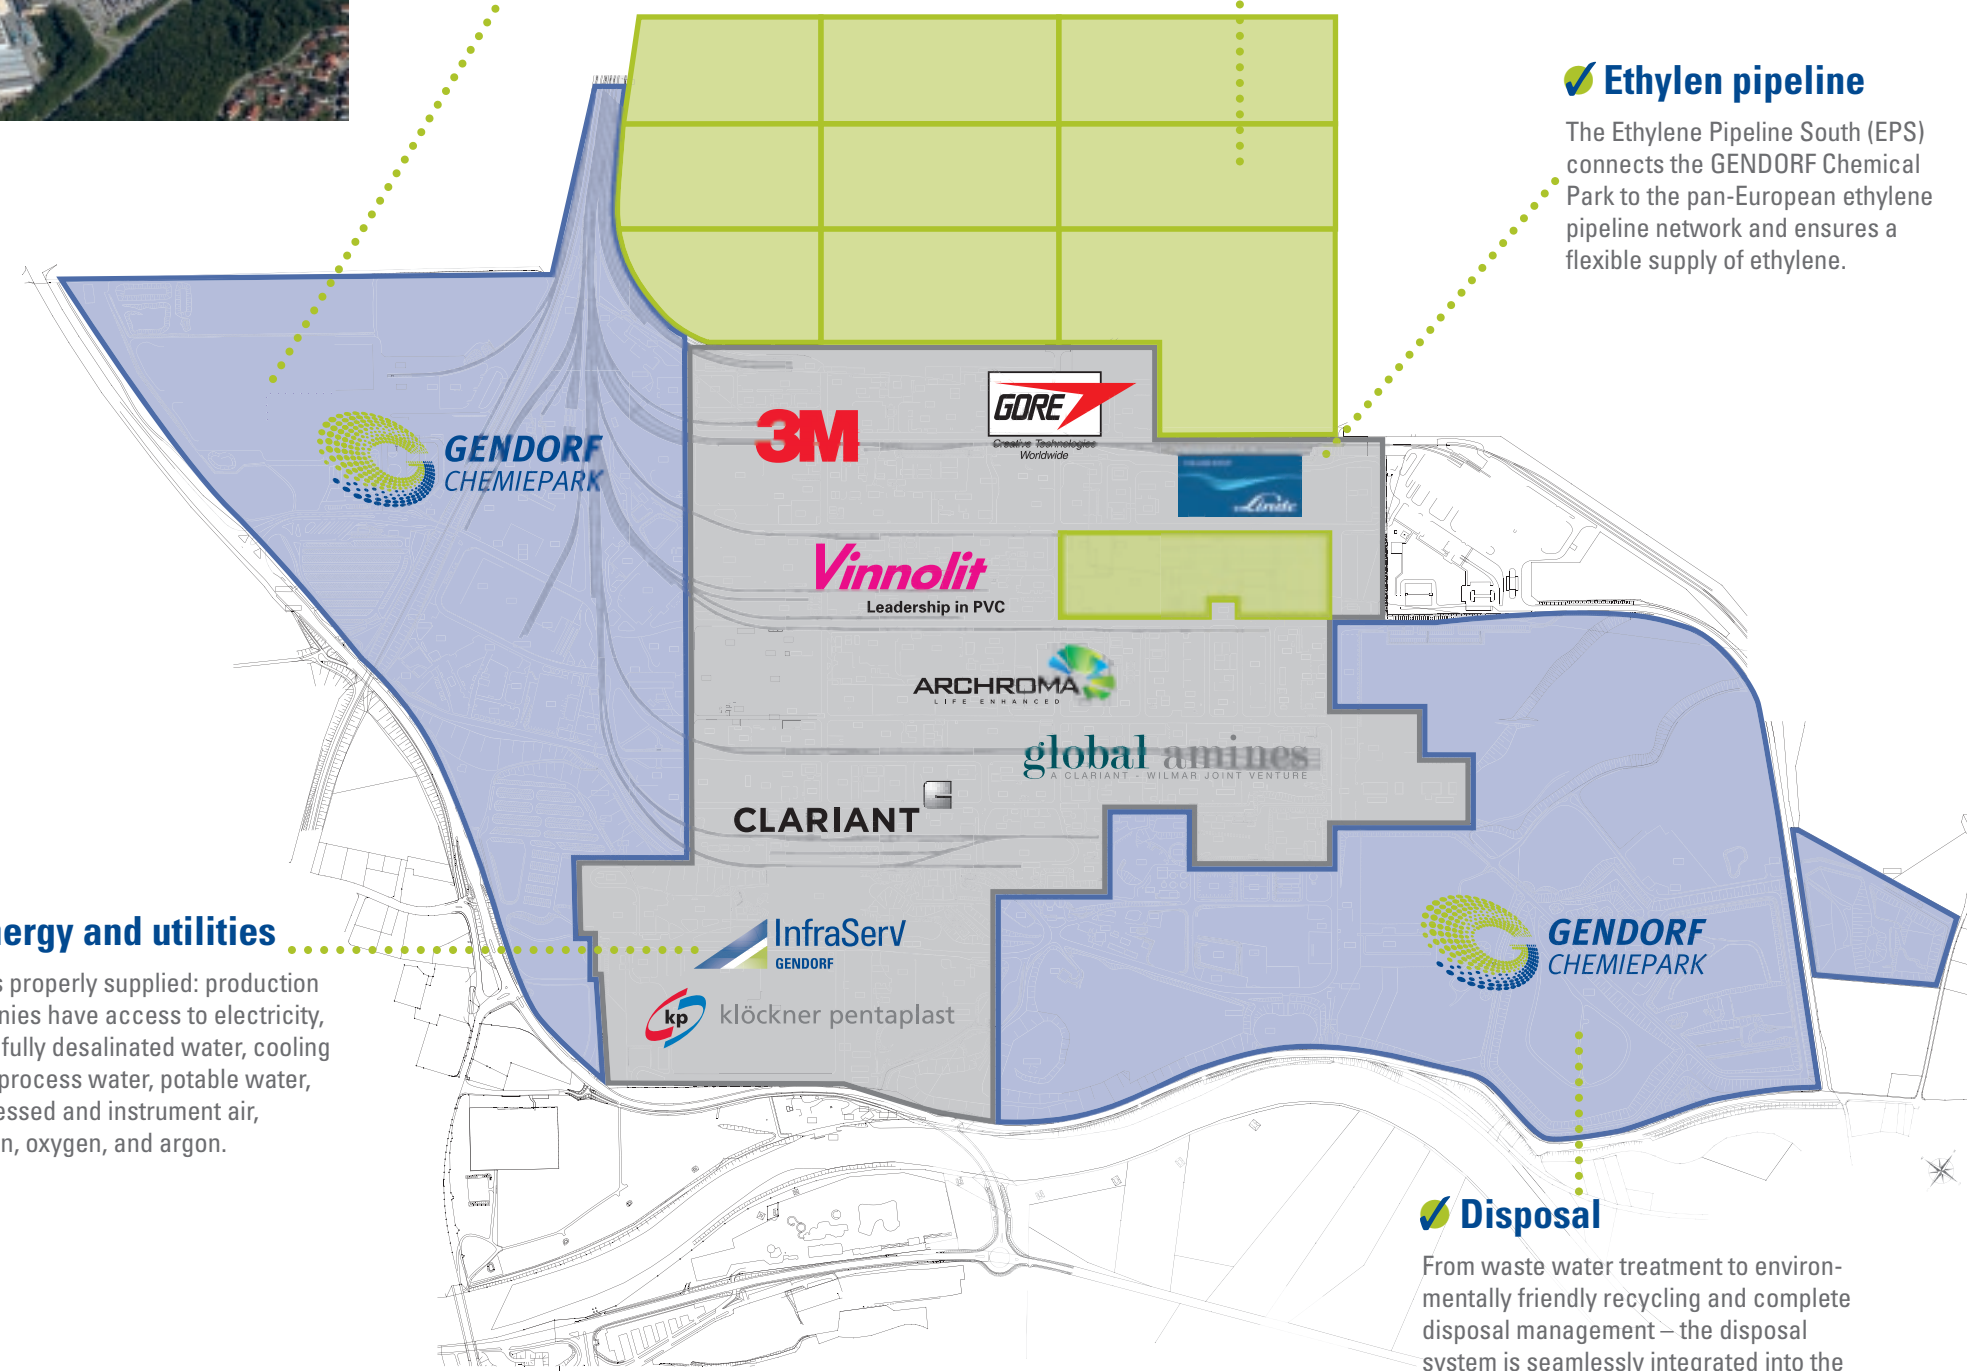 Ethylen pipeline
The Ethylene Pipeline South (EPS)
connects the GENDORF Chemical
Park to the pan-European ethylene
pipeline network and ensures a
flexible supply of ethylene.
GORE
Creative Technologies
Worldwide
3M
GENDORF
CHEMIEPARK
Linde
Vinnolit
Leadership in PVC
ARCHROMA
LIFE ENHANCED
global amines
A CLARIANT - WILMAR JOINT VENTURE
CLARIANT
InfraServ
GENDORF
kp klöckner pentaplast
GENDORF
CHEMIEPARK
ergy and utilities
s properly supplied: production
nies have access to electricity,
fully desalinated water, cooling
process water, potable water,
essed and instrument air,
n, oxygen, and argon.
Disposal
From waste water treatment to environ-
mentally friendly recycling and complete
disposal management – the disposal
system is seamlessly integrated into the